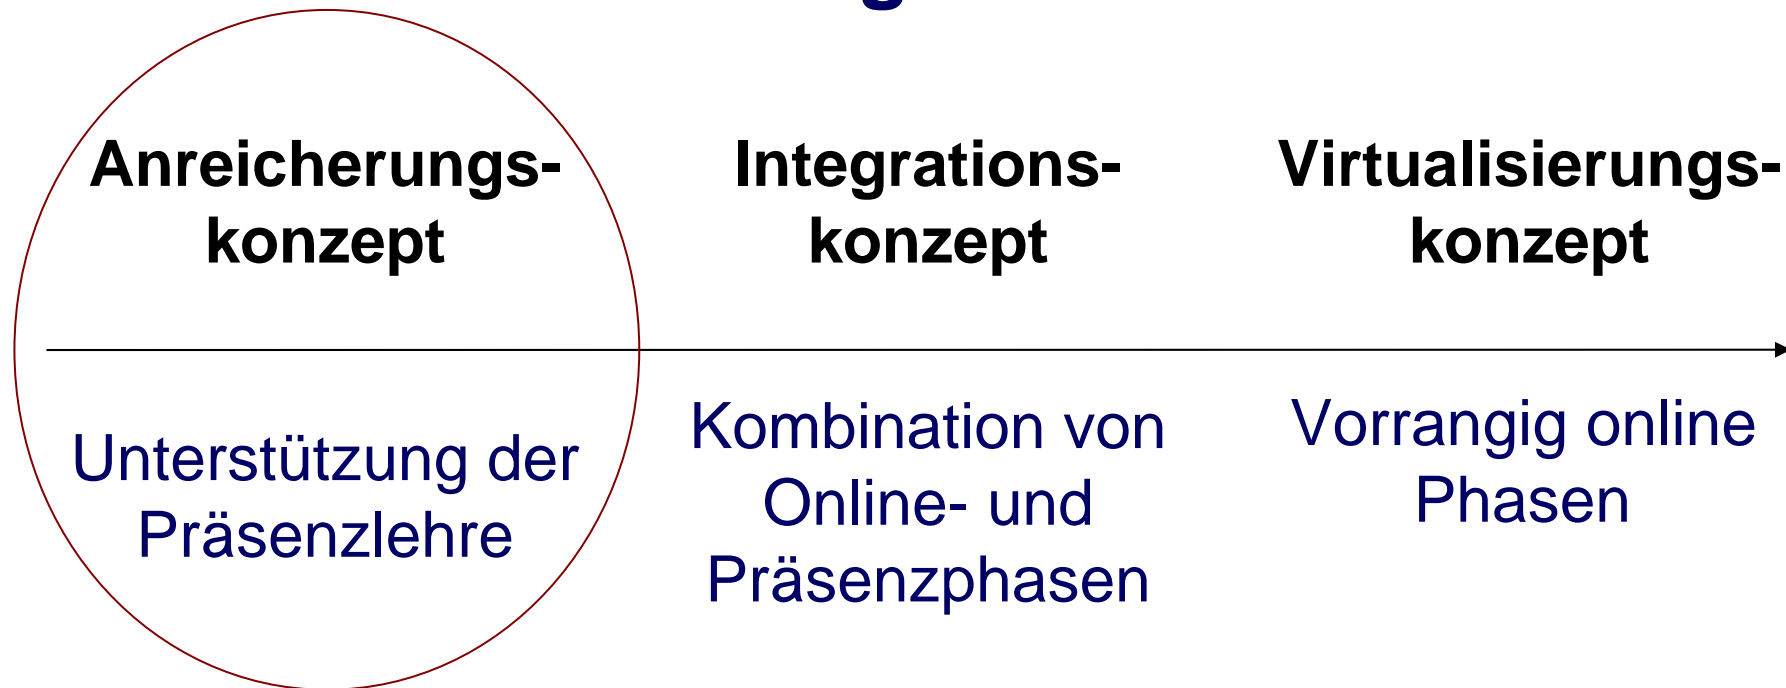 Anreicherungs-
konzept
Integrations-
konzept
Virtualisierungs-
konzept
Unterstützung der
Präsenzlehre
Kombination von
Online- und
Präsenzphasen
Vorrangig online
Phasen